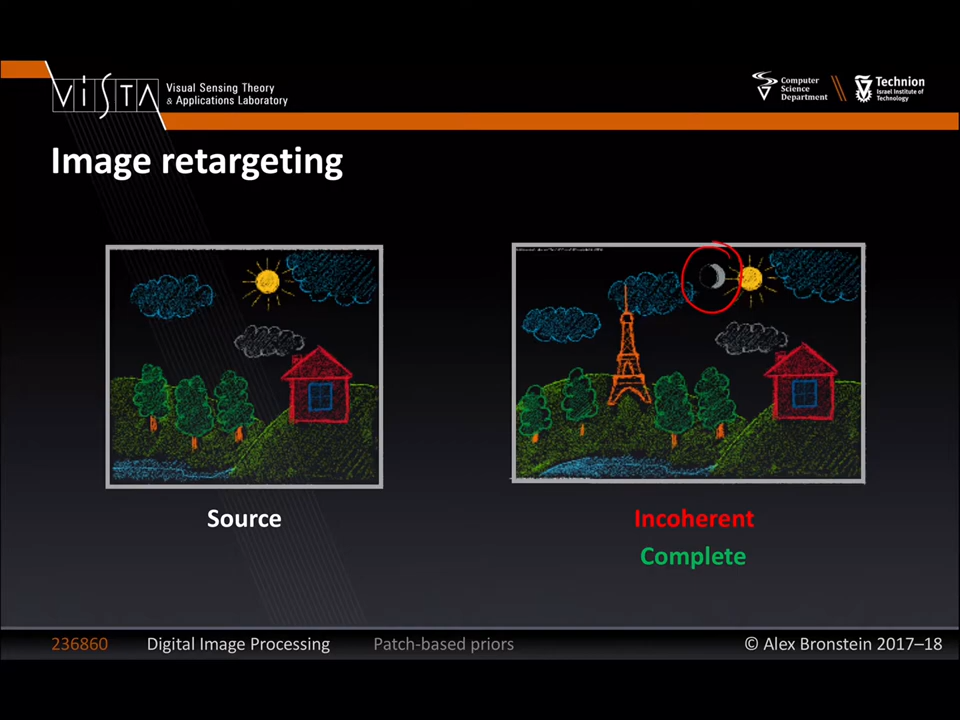 VISTA
Visual Sensing Theory
& Applications Laboratory
Computer
Science
Department
Technion
Israel Institute of
Technology
Image retargeting
Source
Incoherent
Complete
236860 Digital Image Processing Patch-based priors © Alex Bronstein 2017–18